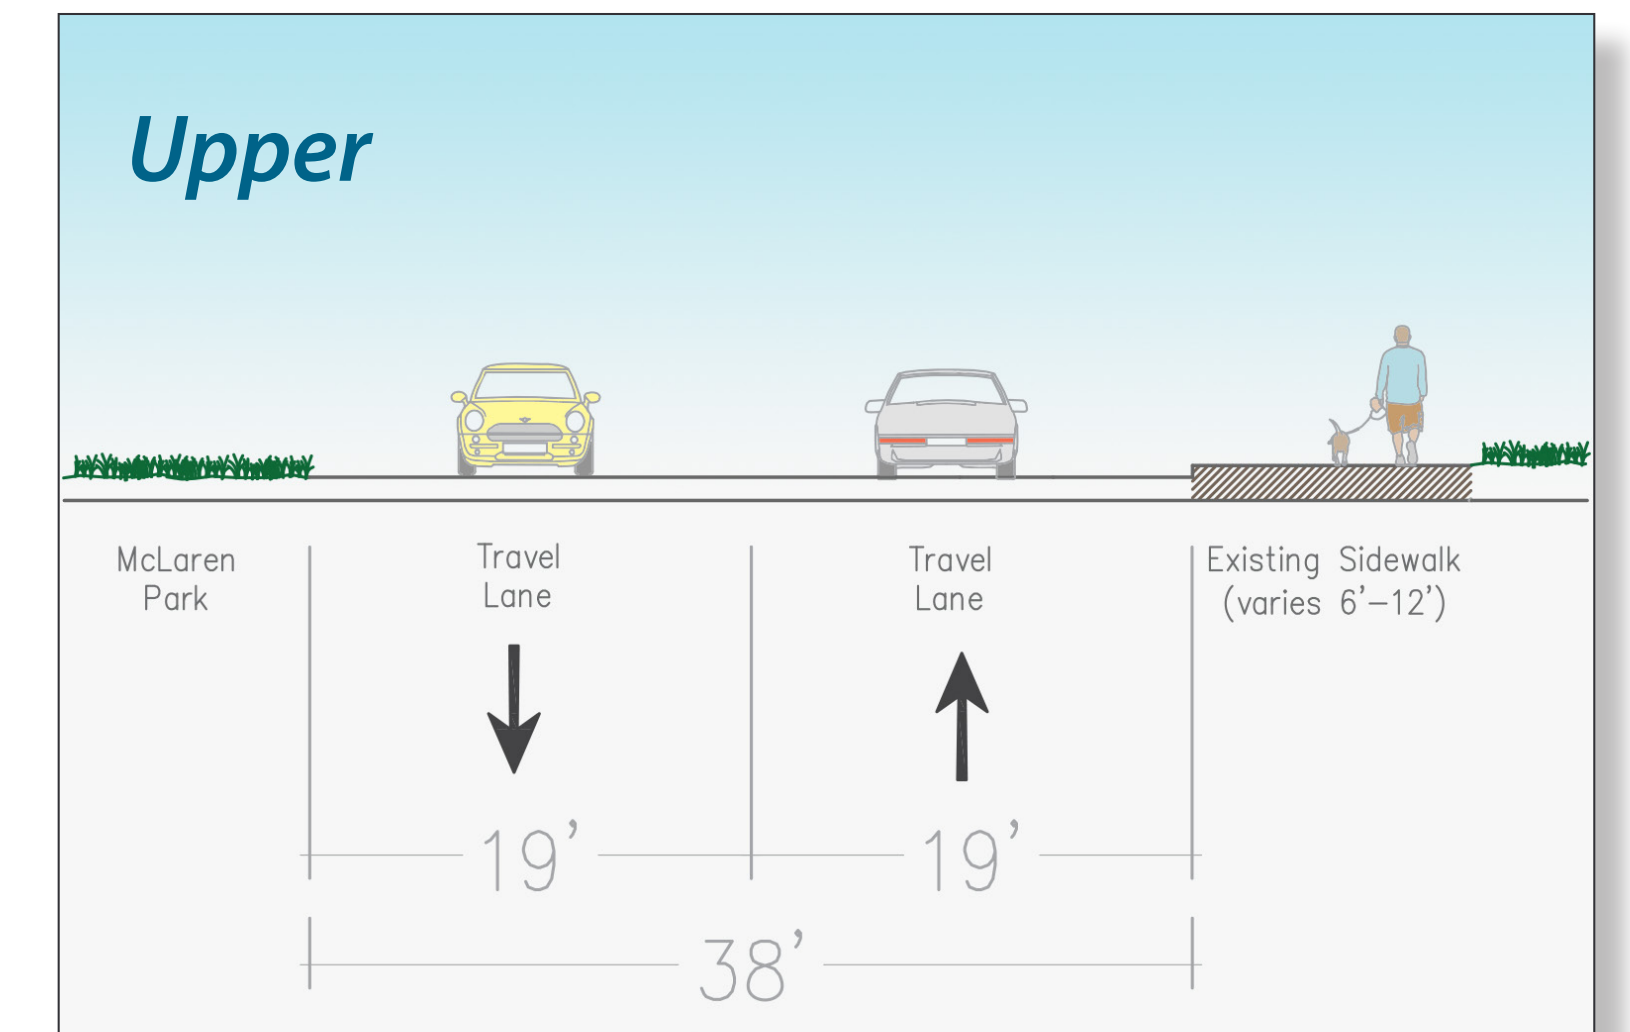 Upper
McLaren
Park
Travel
Lane
Travel
Lane
Existing Sidewalk
(varies 6’–12’)
19’
19’
38’